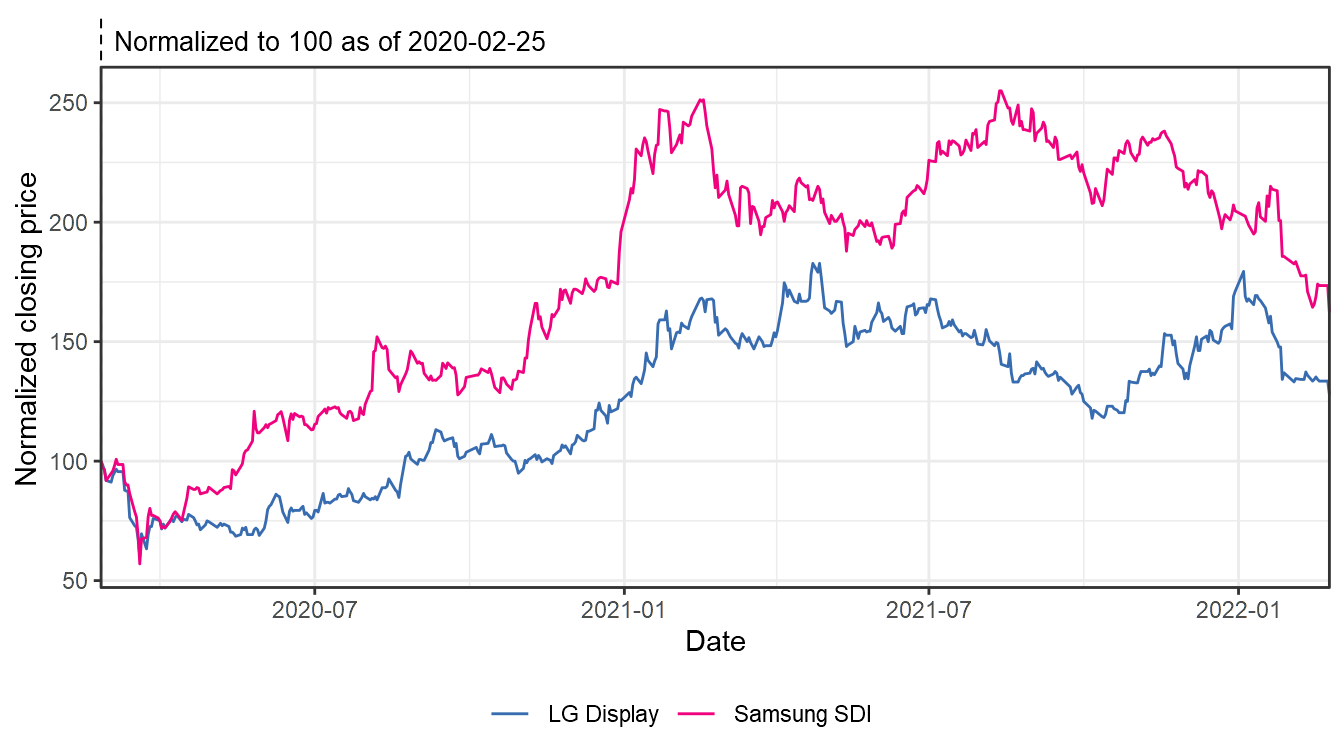 Normalized to 100 as of 2020-02-25
Normalized closing price
250
200
150
100
50
2020-07
2021-01
2021-07
2022-01
Date
LG Display
Samsung SDI